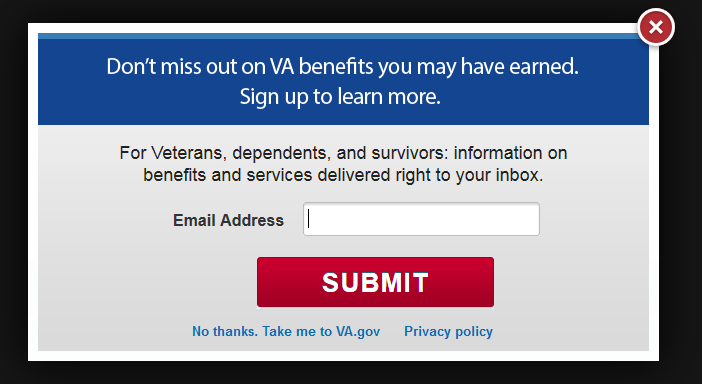 Don't miss out on VA benefits you may have earned.
Sign up to learn more.
For Veterans, dependents, and survivors: information on
benefits and services delivered right to your inbox.
Email Address
SUBMIT
No thanks. Take me to VA.gov Privacy policy